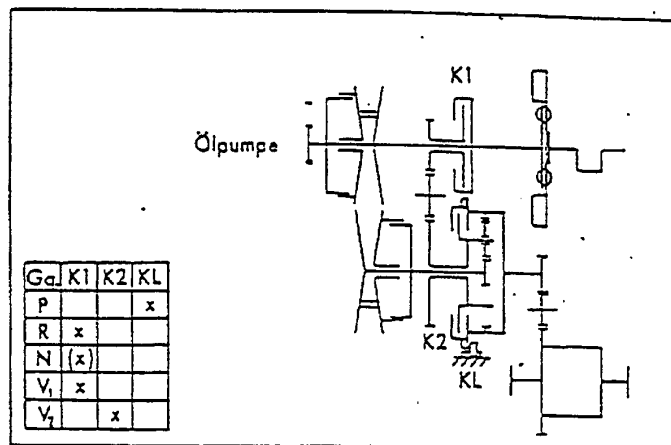 K1
Ölpumpe
Ga. K1 K2 KL
P x
R x
N (x)
V₁ x
V₂ x
K2
KL